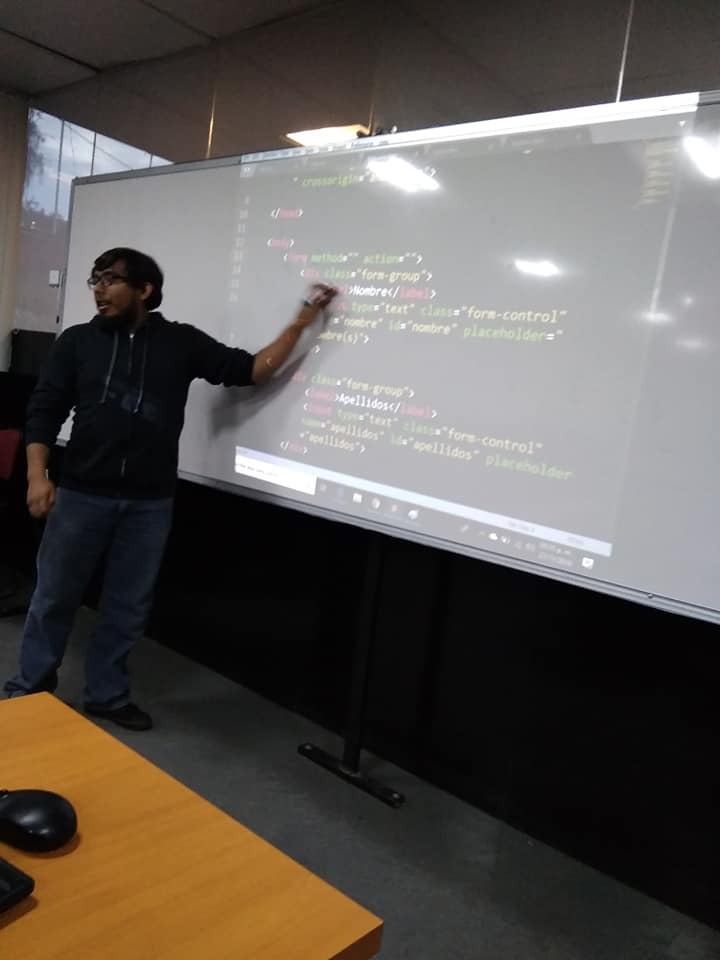 " crossorigin="
</head>
<body>
<form method="" action="">
<div class="form-group">
>Nombre</label>
type="text" class="form-control"
="nombre" id="nombre" placeholder="
mbre(s)">
class="form-group">
<label>Apellidos</label>
<input type="text" class="form-control"
name="apellidos" id="apellidos" placeholder
="apellidos">
</div>